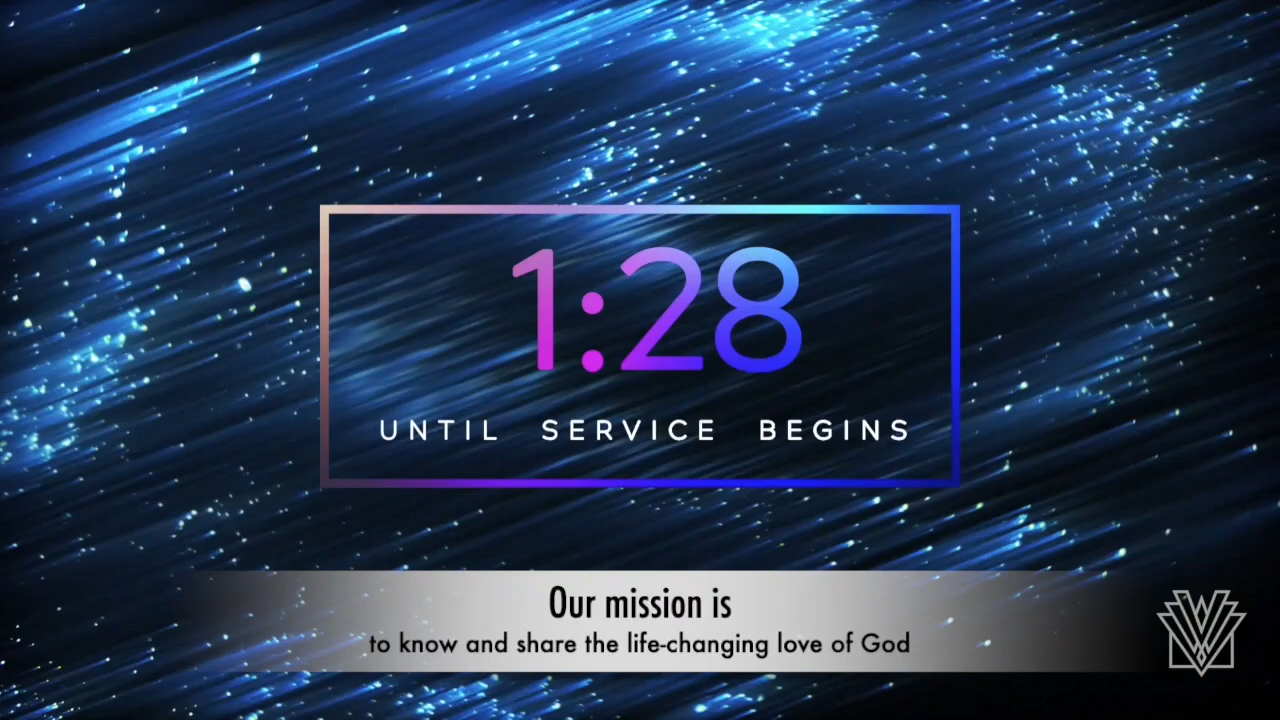 1:28
UNTIL SERVICE BEGINS
Our mission is
to know and share the life-changing love of God